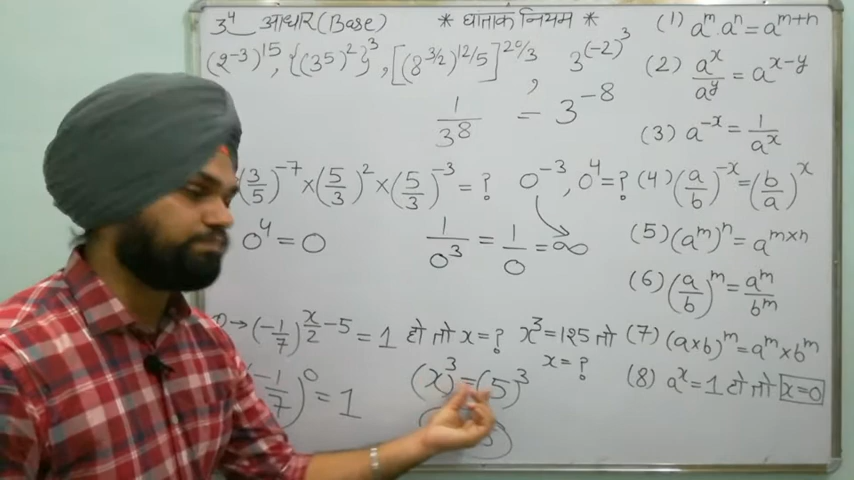 3⁴ आधार (Base) * घातांक नियम *
(2⁻³)¹⁵, {(3⁵)²}³, [(8^{3/2})^{12/5}]^{20/3}, 3^{(-2)^3}
1/3⁸ = 3⁻⁸
(3/5)⁻⁷ × (5/3)² × (5/3)⁻³ = ? 0⁻³, 0⁴ = ?
0⁴ = 0 1/0³ = 1/0 = ∞
→ (-1/7)^{x/2 - 5} = 1 हो तो x = ? x³ = 125 तो
x = ?
(-1/7)⁰ = 1 (x)³ = (5)³
(1) aᵐ.aⁿ = aᵐ⁺ⁿ
(2) aˣ/aʸ = aˣ⁻ʸ
(3) a⁻ˣ = 1/aˣ
(4) (a/b)⁻ˣ = (b/a)ˣ
(5) (aᵐ)ⁿ = aᵐˣⁿ
(6) (a/b)ᵐ = aᵐ/bᵐ
(7) (a×b)ᵐ = aᵐ × bᵐ
(8) aˣ = 1 हो तो x=0